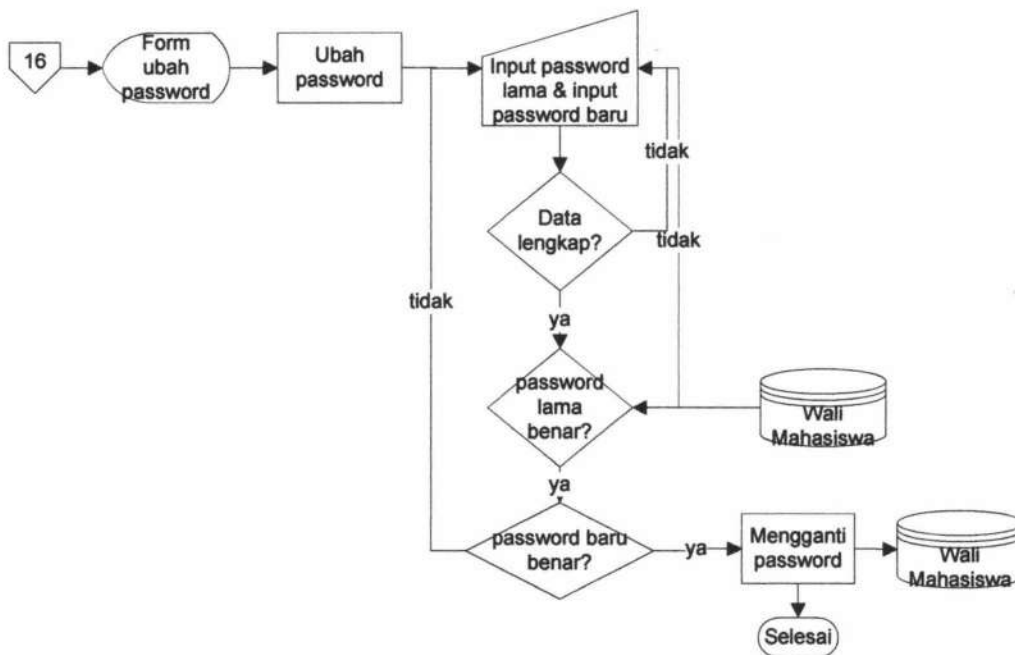 16
Form
ubah
password
Ubah
password
Input password
lama & input
password baru
tidak
Data
lengkap?
tidak
tidak
ya
password
lama
benar?
Wali
Mahasiswa
ya
password baru
benar?
ya
Mengganti
password
Wali
Mahasiswa
Selesai